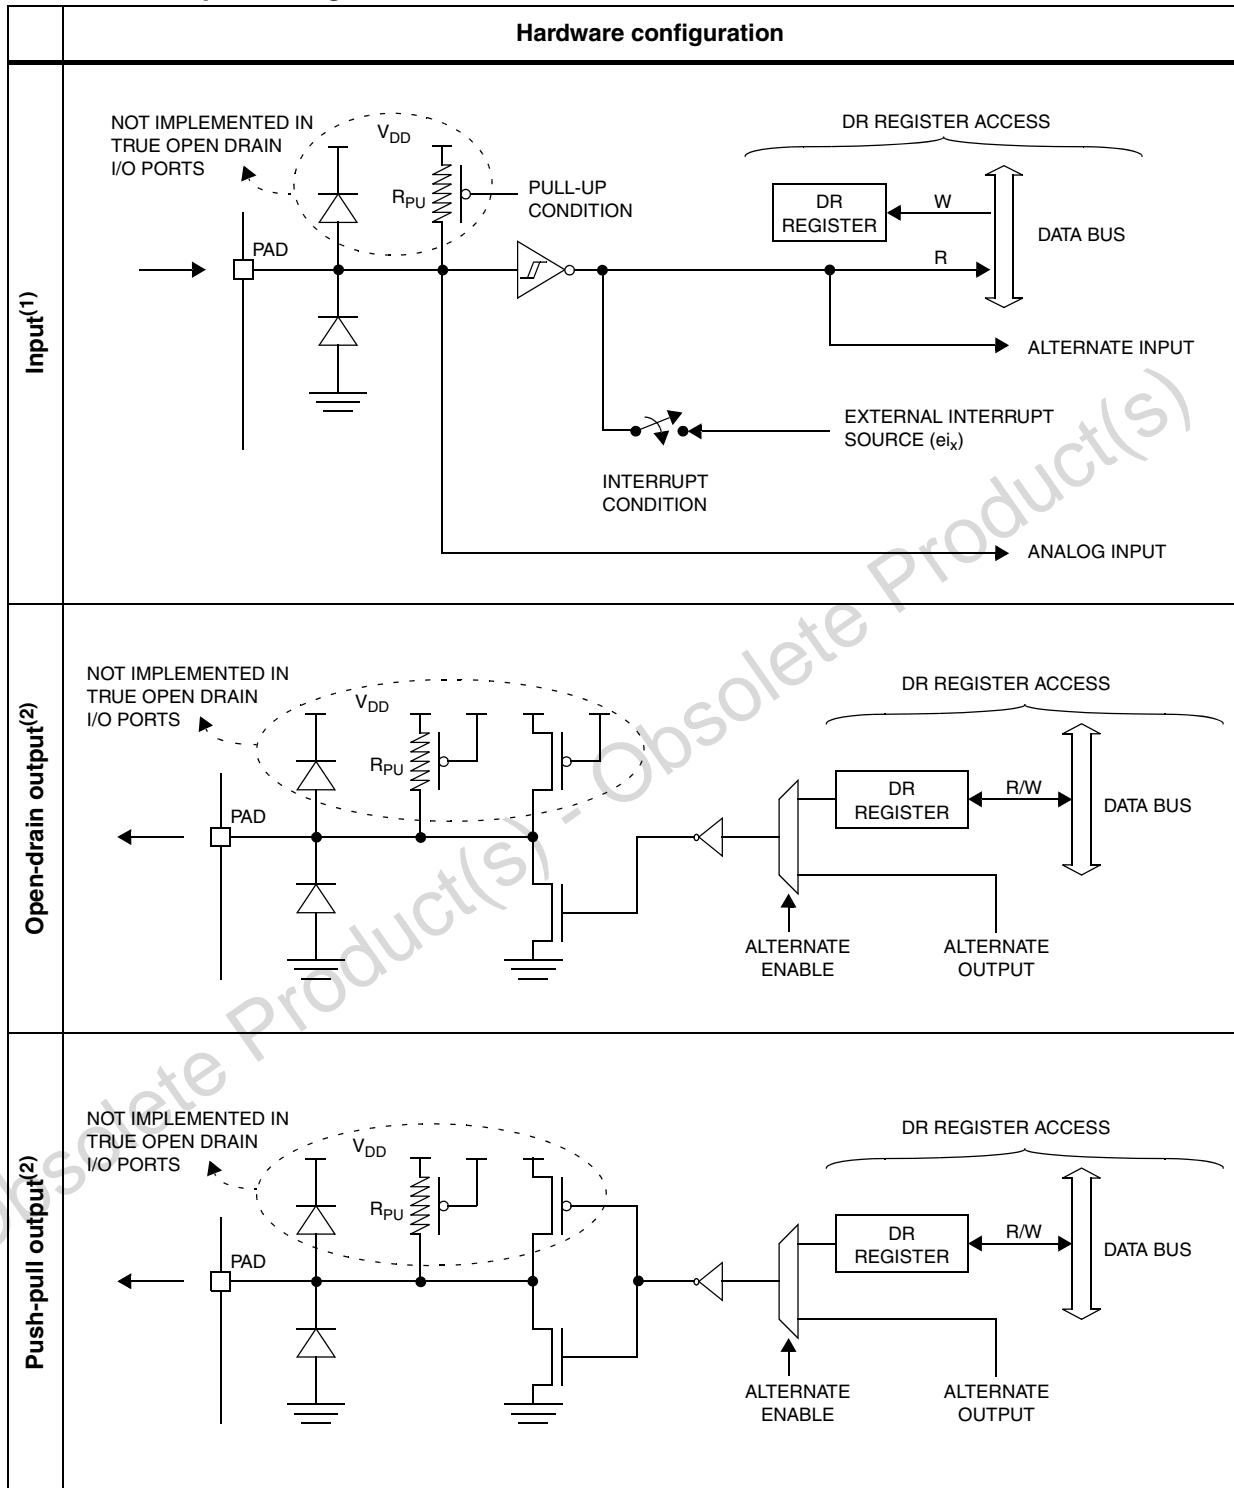 Hardware configuration
Input(1)
NOT IMPLEMENTED IN
TRUE OPEN DRAIN
I/O PORTS
VDD
RPU
PULL-UP
CONDITION
PAD
DR REGISTER ACCESS
DR
REGISTER
W
R
DATA BUS
ALTERNATE INPUT
EXTERNAL INTERRUPT
SOURCE (eix)
INTERRUPT
CONDITION
ANALOG INPUT
Open-drain output(2)
NOT IMPLEMENTED IN
TRUE OPEN DRAIN
I/O PORTS
VDD
RPU
PAD
DR REGISTER ACCESS
DR
REGISTER
R/W
DATA BUS
ALTERNATE
ENABLE
ALTERNATE
OUTPUT
Push-pull output(2)
NOT IMPLEMENTED IN
TRUE OPEN DRAIN
I/O PORTS
VDD
RPU
PAD
DR REGISTER ACCESS
DR
REGISTER
R/W
DATA BUS
ALTERNATE
ENABLE
ALTERNATE
OUTPUT
Obsolete Product(s) - Obsolete Product(s)